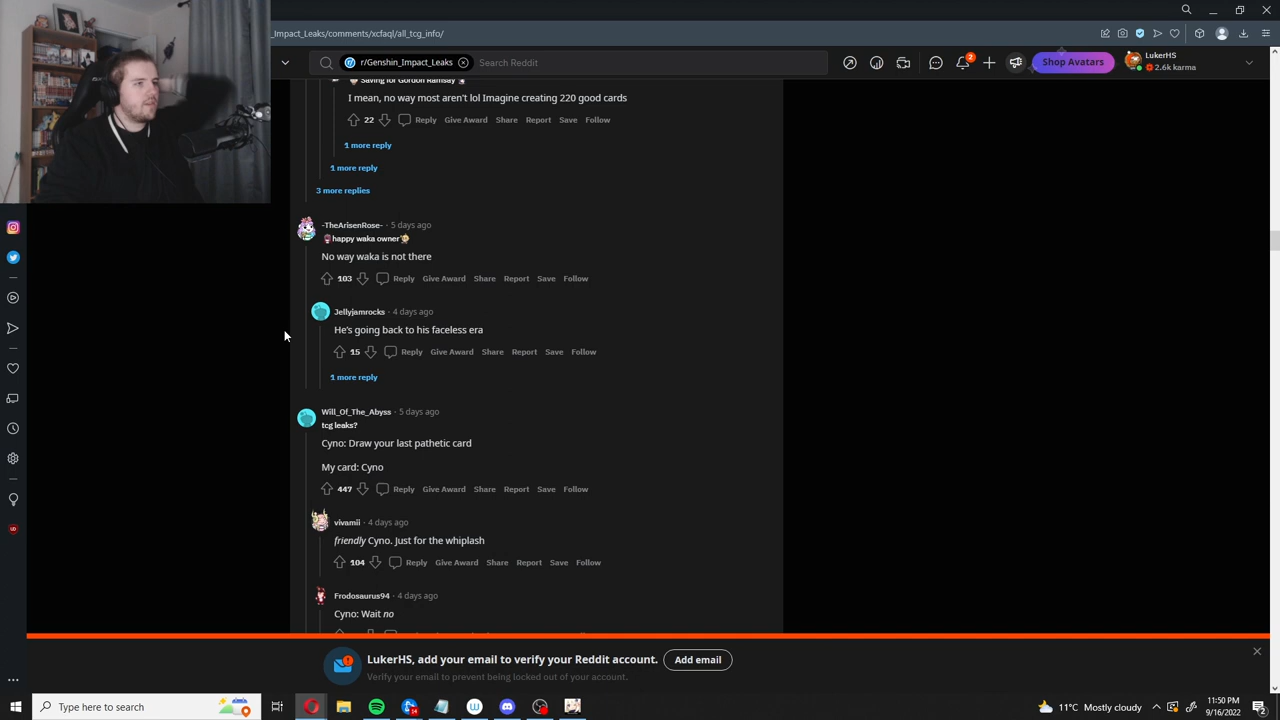 _Impact_Leaks/comments/xcfaql/all_tcg_info/
r/Genshin_Impact_Leaks
Search Reddit
2
Shop Avatars
LukerHS
2.6k karma
Saving for Gordon Ramsay
I mean, no way most aren't lol Imagine creating 220 good cards
22 Reply Give Award Share Report Save Follow
1 more reply
1 more reply
3 more replies
-TheArisenRose- · 5 days ago
happy waka owner
No way waka is not there
103 Reply Give Award Share Report Save Follow
Jellyjamrocks · 4 days ago
He's going back to his faceless era
15 Reply Give Award Share Report Save Follow
1 more reply
Will_Of_The_Abyss · 5 days ago
tcg leaks?
Cyno: Draw your last pathetic card
My card: Cyno
447 Reply Give Award Share Report Save Follow
vivamii · 4 days ago
friendly Cyno. Just for the whiplash
104 Reply Give Award Share Report Save Follow
Frodosaurus94 · 4 days ago
Cyno: Wait no
LukerHS, add your email to verify your Reddit account.
Add email
Verify your email to prevent being locked out of your account.
Type here to search
14
11°C Mostly cloudy
11:50 PM
9/16/2022